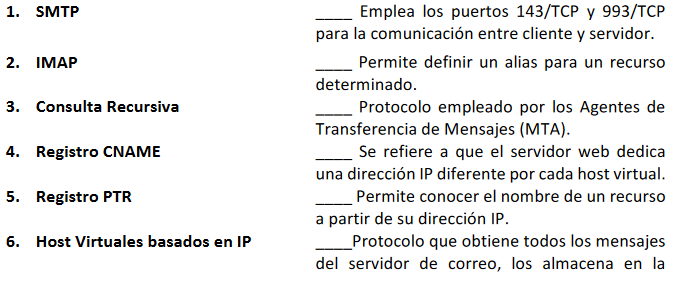 1. SMTP
____ Emplea los puertos 143/TCP y 993/TCP
para la comunicación entre cliente y servidor.
2. IMAP
____ Permite definir un alias para un recurso
determinado.
3. Consulta Recursiva
____ Protocolo empleado por los Agentes de
Transferencia de Mensajes (MTA).
4. Registro CNAME
____ Se refiere a que el servidor web dedica
una dirección IP diferente por cada host virtual.
5. Registro PTR
____ Permite conocer el nombre de un recurso
a partir de su dirección IP.
6. Host Virtuales basados en IP
____Protocolo que obtiene todos los mensajes
del servidor de correo, los almacena en la